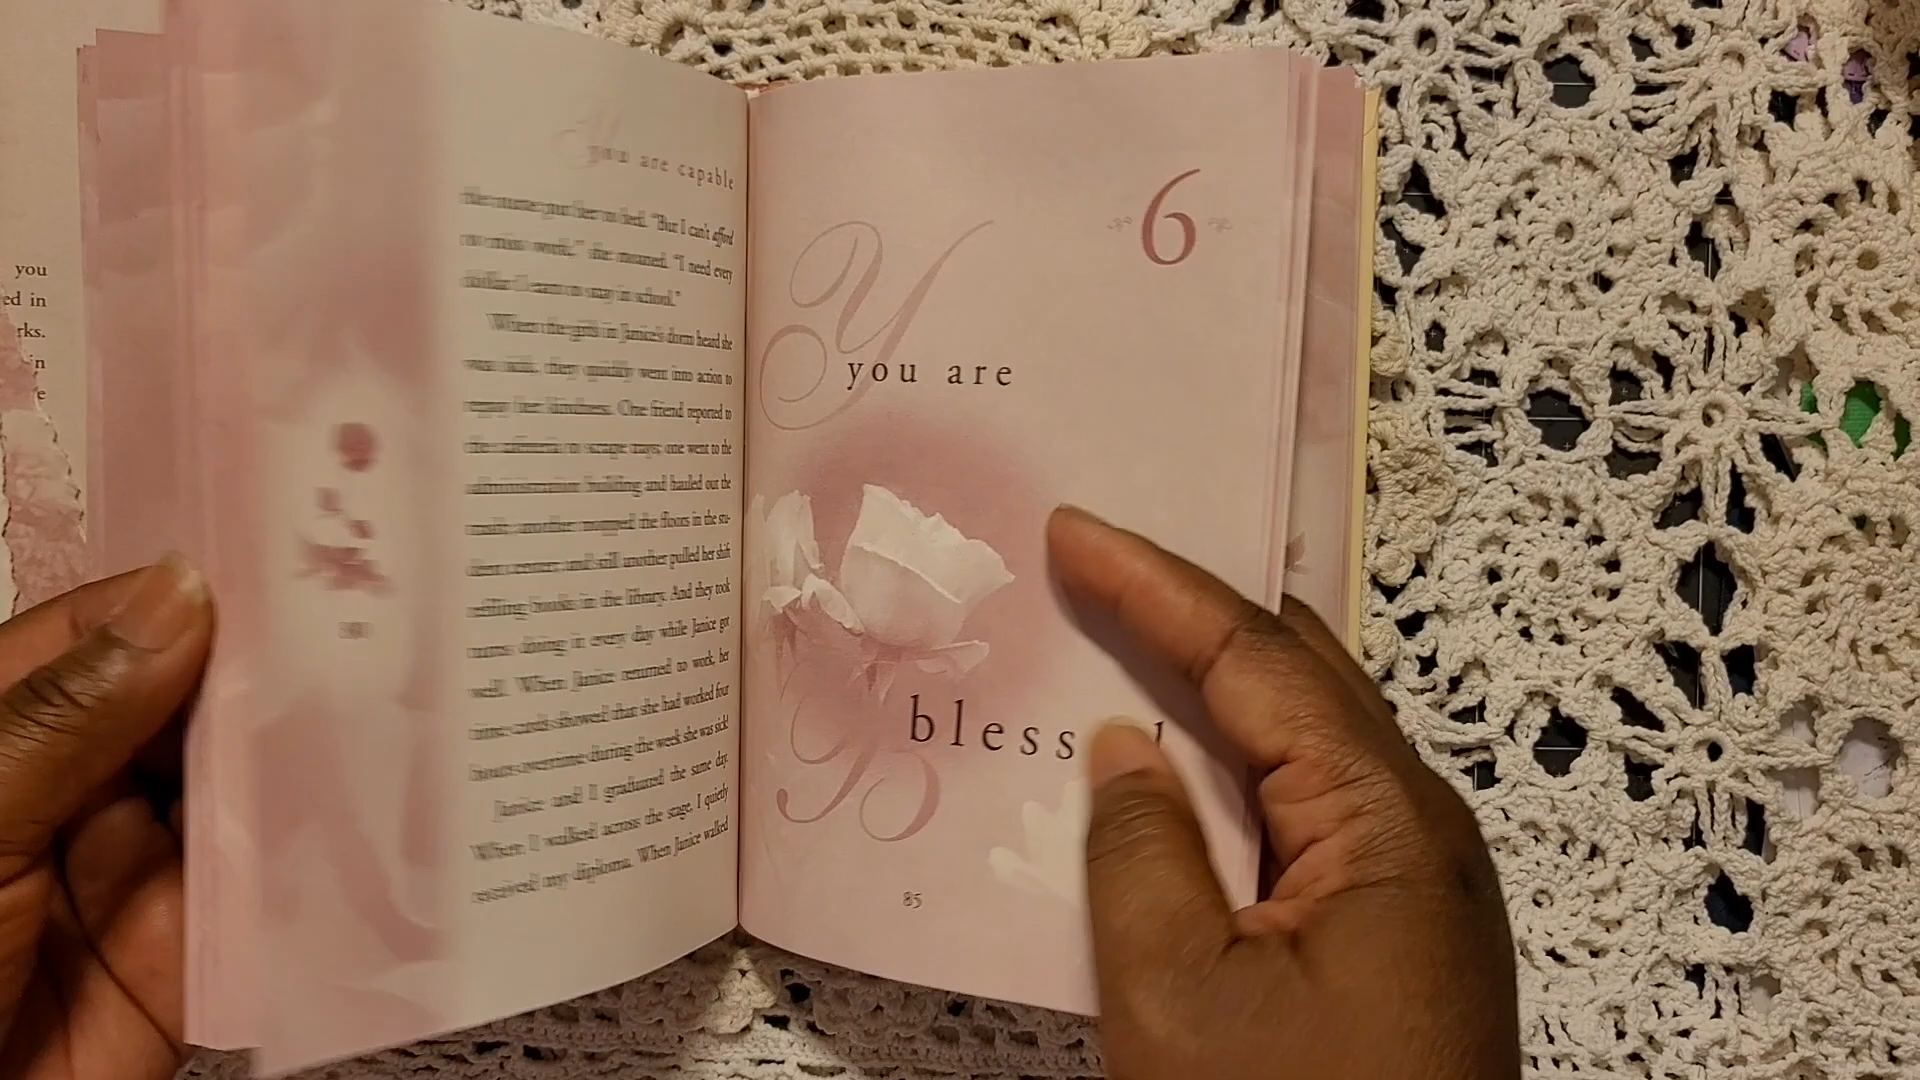 you
ed in
rks.
in
e
you are capable
the nurse put her to bed. "But I can't afford
to miss work!" she moaned. "I need every
dollar I earn to stay in school."
When the girls in Janice's dorm heard she
was sick, they quickly went into action to
repay her kindness. One friend reported to
the cafeteria to scrape trays; one went to the
administration building and hauled out the
trash; another mopped the floors in the stu-
dent center; and still another pulled her shift
in the library. And they took
turns doing it every day while Janice got
well. When Janice returned to work, her
time cards showed that she had worked four
hours overtime during the week she was sick!
Janice and I graduated the same day.
When I walked across the stage, I quietly
received my diploma. When Janice walked
6
you are
bless
85